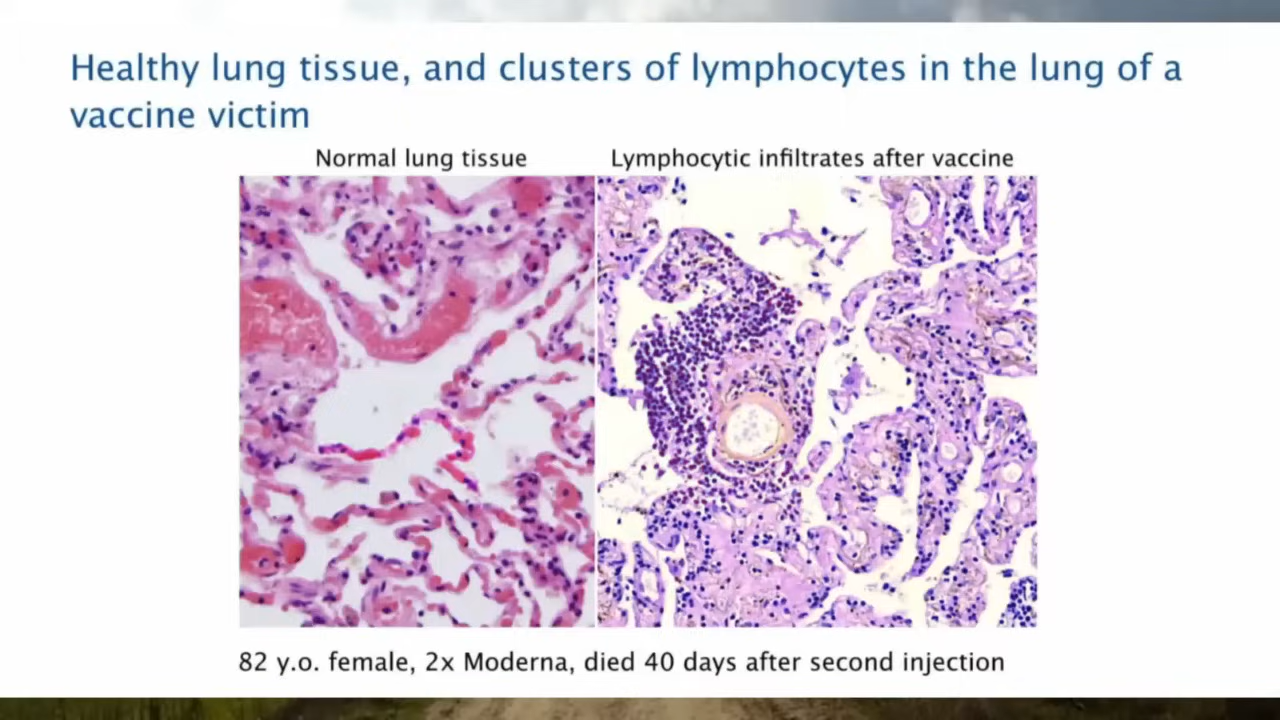 Healthy lung tissue, and clusters of lymphocytes in the lung of a
vaccine victim
Normal lung tissue
Lymphocytic infiltrates after vaccine
82 y.o. female, 2x Moderna, died 40 days after second injection